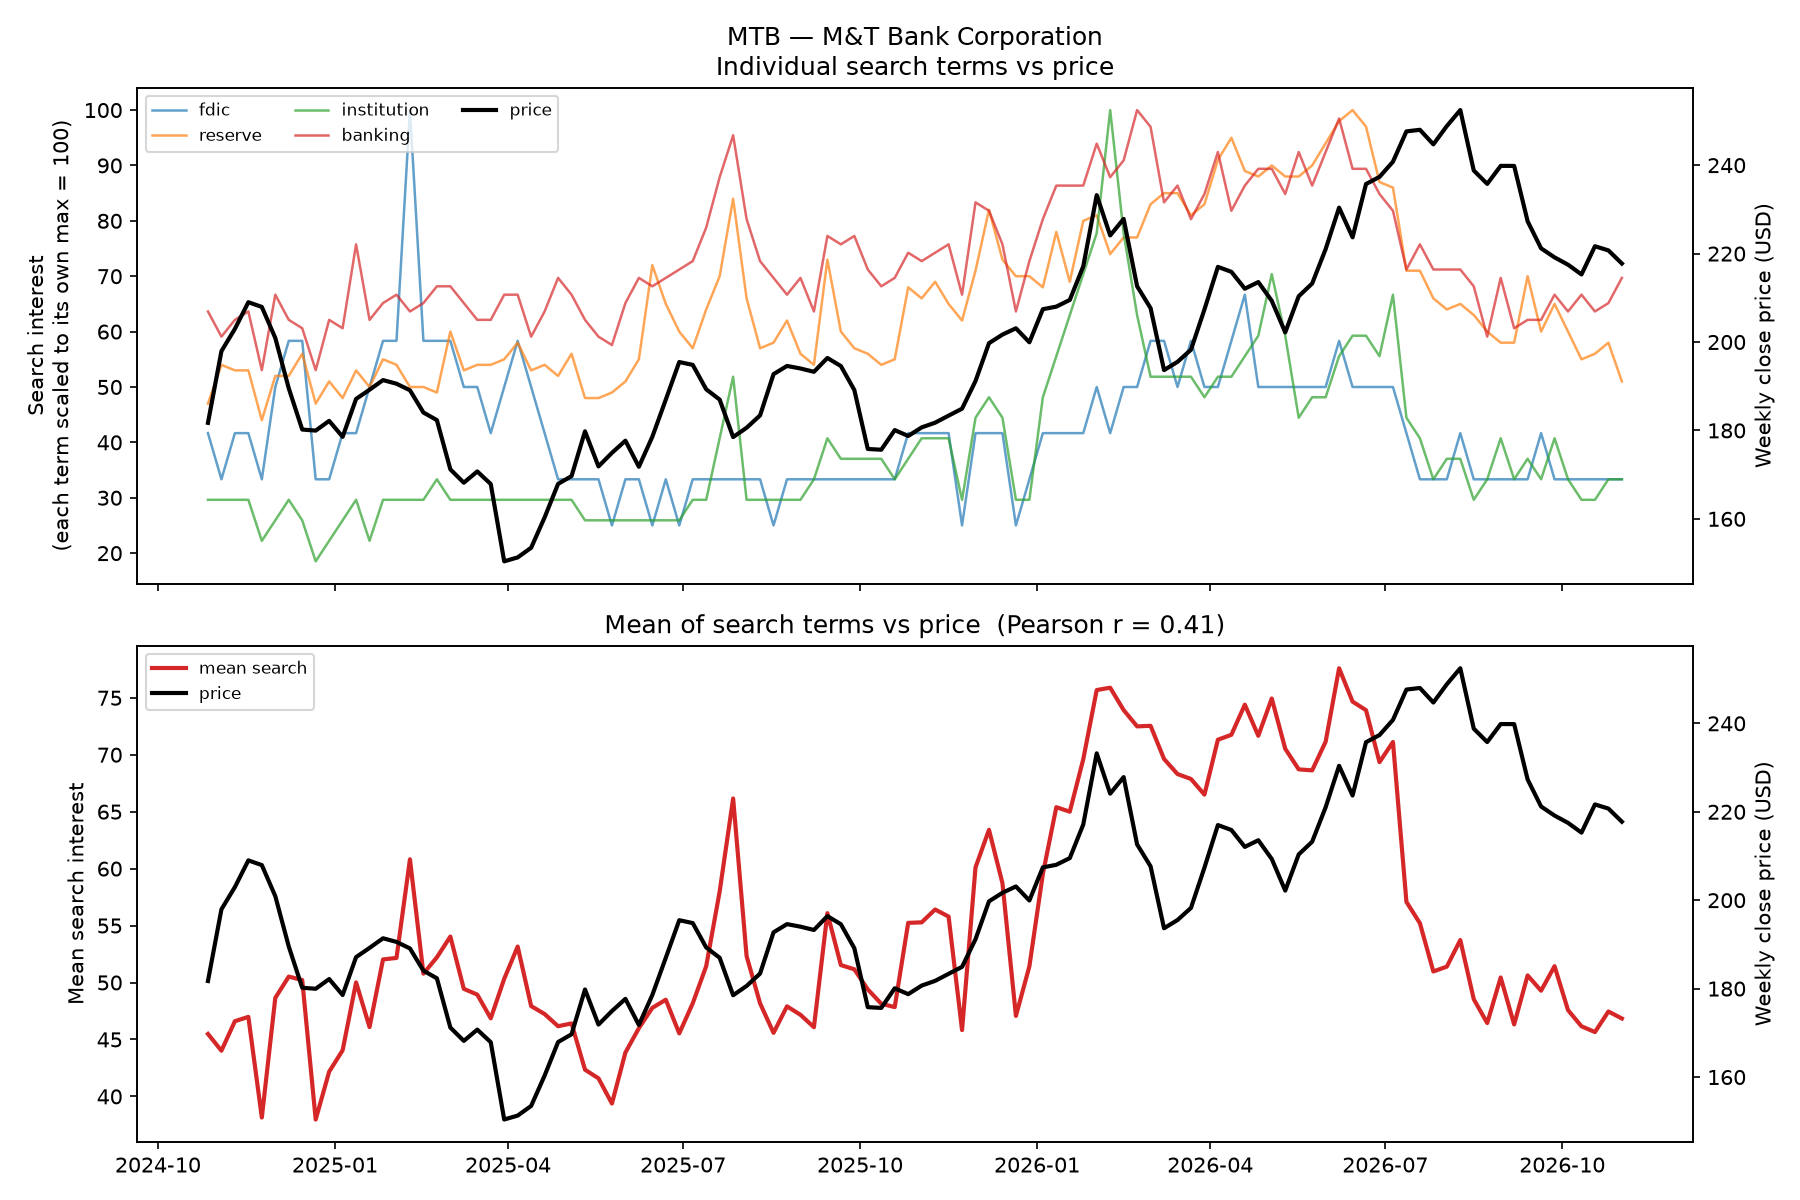 MTB — M&T Bank Corporation
Individual search terms vs price
fdic
reserve
institution
banking
price
Search interest
(each term scaled to its own max = 100)
100
90
80
70
60
50
40
30
20
Weekly close price (USD)
240
220
200
180
160
Mean of search terms vs price (Pearson r = 0.41)
mean search
price
Mean search interest
75
70
65
60
55
50
45
40
Weekly close price (USD)
240
220
200
180
160
2024-10
2025-01
2025-04
2025-07
2025-10
2026-01
2026-04
2026-07
2026-10